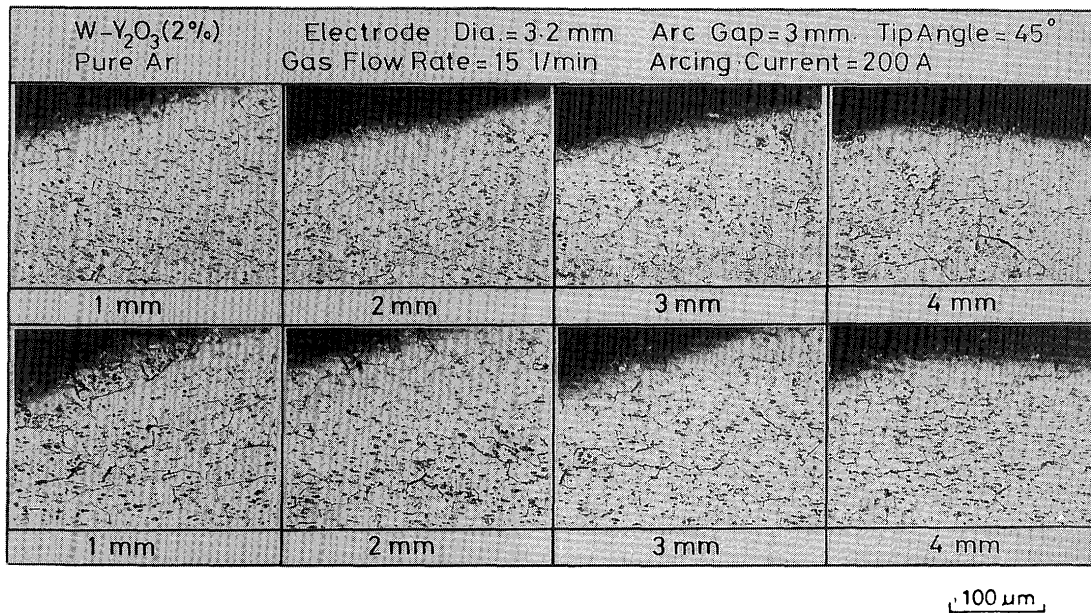 W-Y₂O₃(2%) Electrode Dia.=3.2 mm Arc Gap=3mm. Tip Angle=45°
Pure Ar Gas Flow Rate=15 l/min Arcing Current=200 A
1 mm 2 mm 3 mm 4 mm
1 mm 2 mm 3 mm 4 mm
100 µm